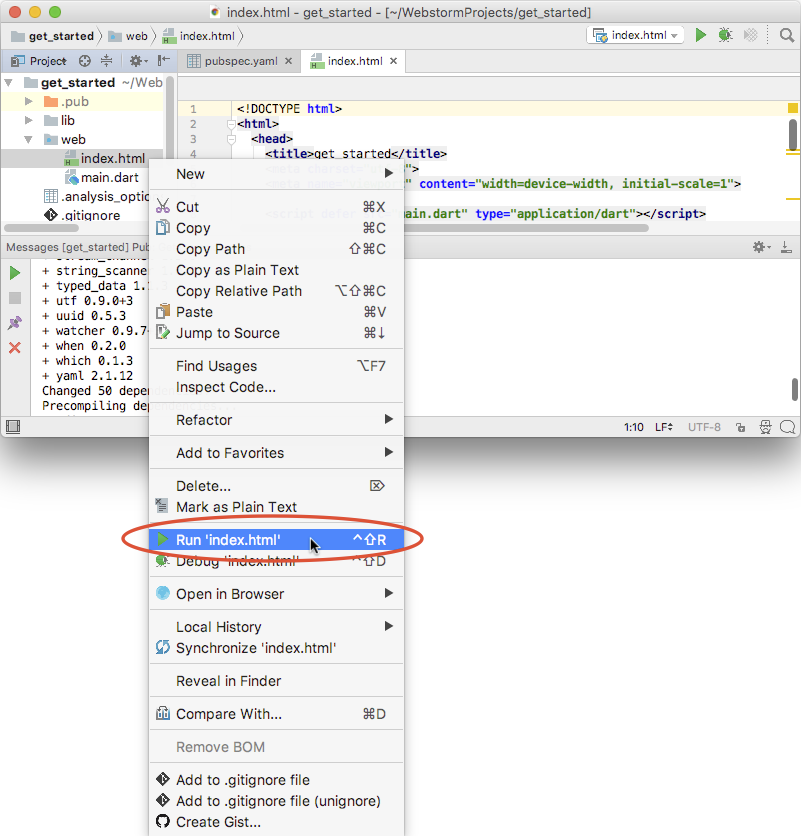 index.html - get_started - [~/WebstormProjects/get_started]
get_started web index.html index.html
Project pubspec.yaml index.html
get_started ~/Web
.pub
lib
web
index.html
main.dart
.analysis_optio
.gitignore
1 <!DOCTYPE html>
2 <html>
3 <head>
4 <title>get_started</title>
content="width=device-width, initial-scale=1">
main.dart" type="application/dart"></script>
Messages [get_started] Pub
+ string_scanner
+ typed_data 1.1
+ utf 0.9.0+3
+ uuid 0.5.3
+ watcher 0.9.7
+ when 0.2.0
+ which 0.1.3
+ yaml 2.1.12
Changed 50 depen
Precompiling dep
1:10 LF UTF-8
New
Cut ⌘X
Copy ⌘C
Copy Path ⇧⌘C
Copy as Plain Text
Copy Relative Path ⌥⇧⌘C
Paste ⌘V
Jump to Source ⌘↓
Find Usages ⌥F7
Inspect Code...
Refactor
Add to Favorites
Delete... ⌦
Mark as Plain Text
Run 'index.html' ^⇧R
Debug 'index.html' ^⇧D
Open in Browser
Local History
Synchronize 'index.html'
Reveal in Finder
Compare With... ⌘D
Remove BOM
Add to .gitignore file
Add to .gitignore file (unignore)
Create Gist...